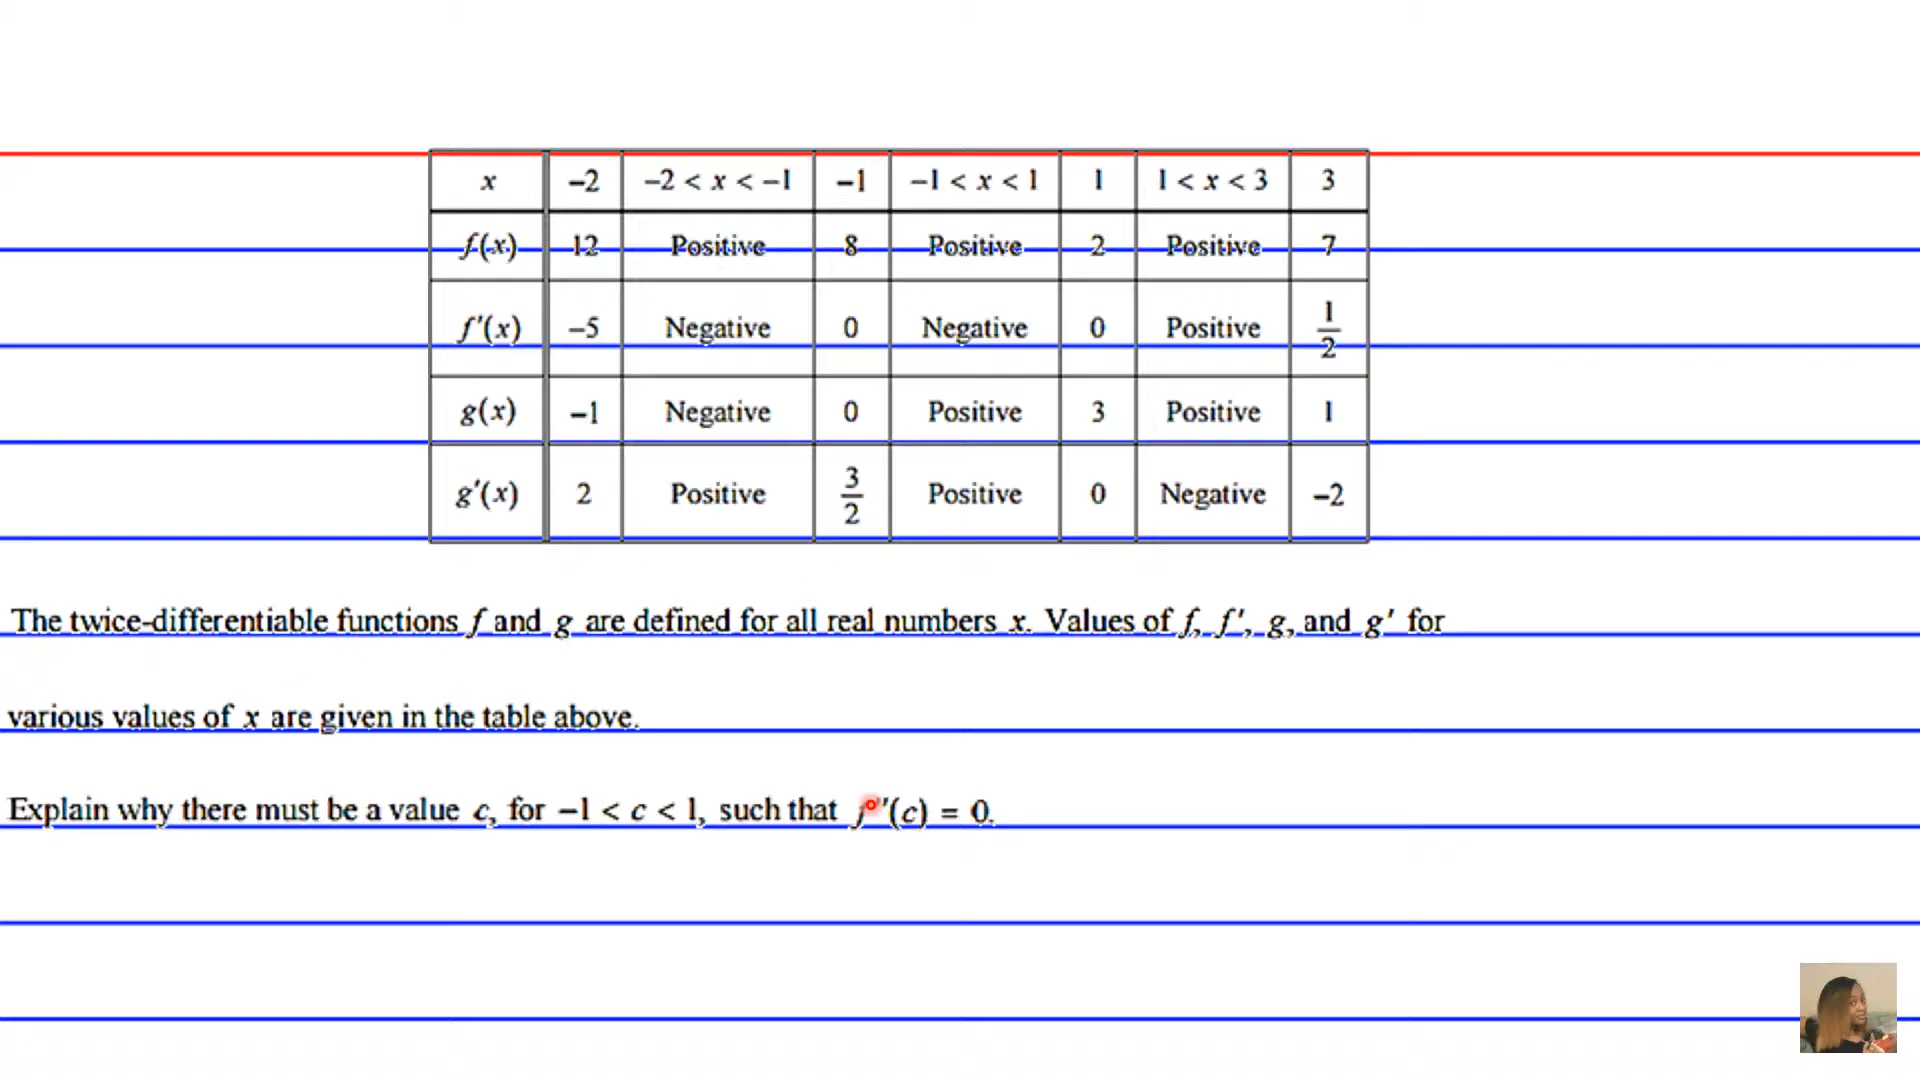 x −2 −2 < x < −1 −1 −1 < x < 1 1 1 < x < 3 3
f(x) 12 Positive 8 Positive 2 Positive 7
f′(x) −5 Negative 0 Negative 0 Positive 1/2
g(x) −1 Negative 0 Positive 3 Positive 1
g′(x) 2 Positive 3/2 Positive 0 Negative −2
The twice-differentiable functions f and g are defined for all real numbers x. Values of f, f′, g, and g′ for
various values of x are given in the table above.
Explain why there must be a value c, for −1 < c < 1, such that f″(c) = 0.